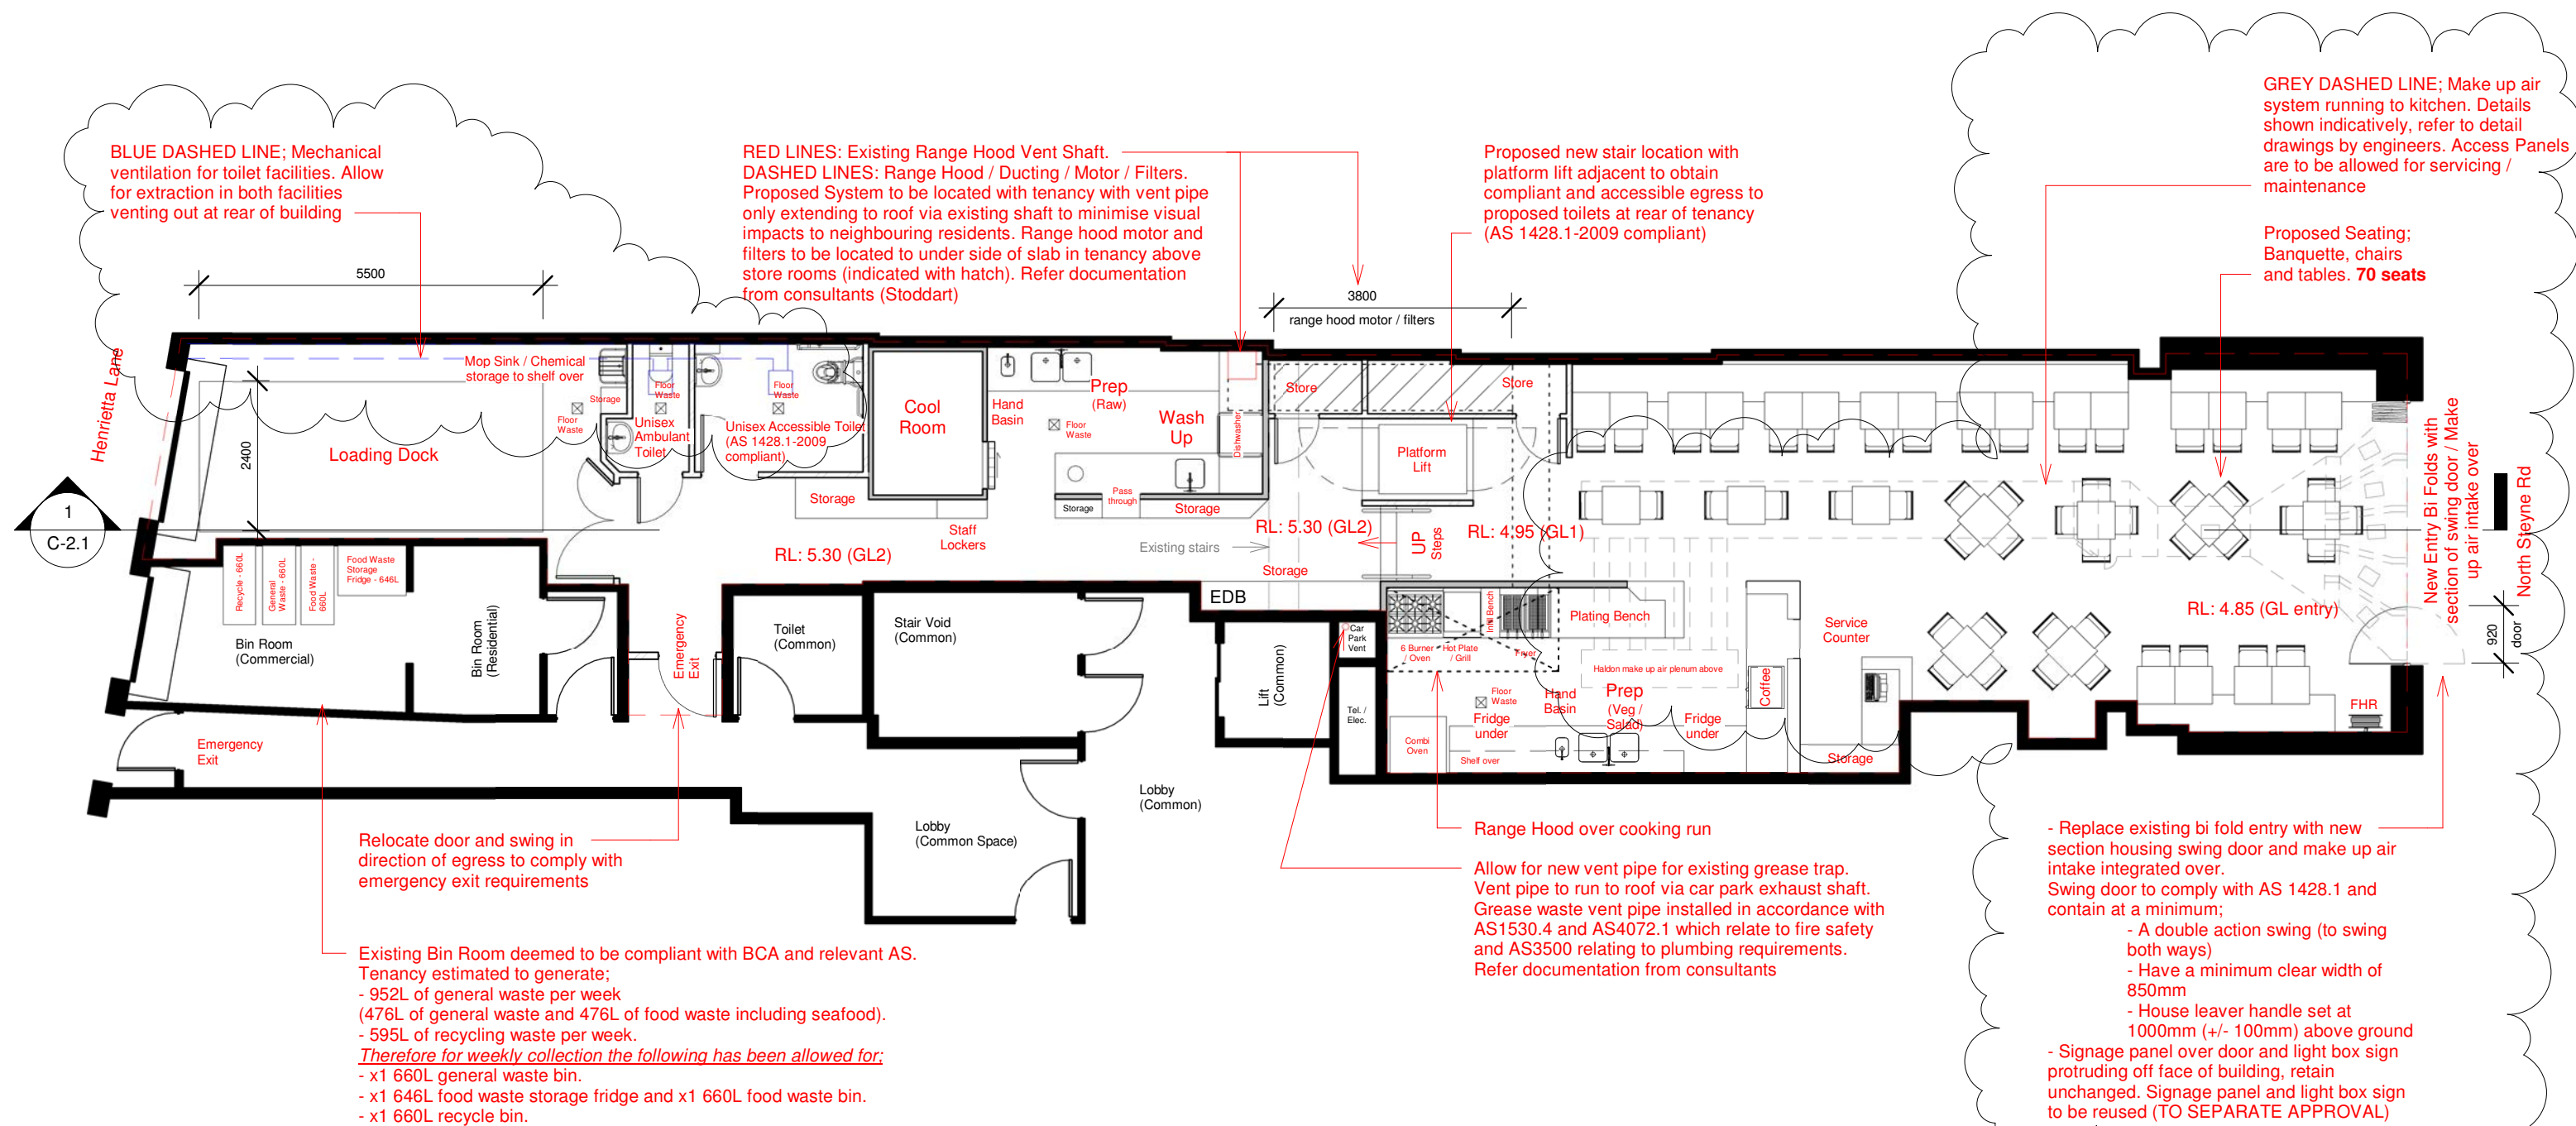 BLUE DASHED LINE; Mechanical
ventilation for toilet facilities. Allow
for extraction in both facilities
venting out at rear of building
RED LINES: Existing Range Hood Vent Shaft.
DASHED LINES: Range Hood / Ducting / Motor / Filters.
Proposed System to be located with tenancy with vent pipe
only extending to roof via existing shaft to minimise visual
impacts to neighbouring residents. Range hood motor and
filters to be located to under side of slab in tenancy above
store rooms (indicated with hatch). Refer documentation
from consultants (Stoddart)
Proposed new stair location with
platform lift adjacent to obtain
compliant and accessible egress to
proposed toilets at rear of tenancy
(AS 1428.1-2009 compliant)
GREY DASHED LINE; Make up air
system running to kitchen. Details
shown indicatively, refer to detail
drawings by engineers. Access Panels
are to be allowed for servicing /
maintenance
Proposed Seating;
Banquette, chairs
and tables. 70 seats
5500
3800
range hood motor / filters
Henrietta Lane
2400
Loading Dock
Mop Sink / Chemical
storage to shelf over
Storage
Floor
Waste
Floor
Waste
Unisex
Ambulant
Toilet
Floor
Waste
Unisex Accessible Toilet
(AS 1428.1-2009
compliant)
Storage
Cool
Room
Staff
Lockers
Hand
Basin
Prep
(Raw)
Floor
Waste
Wash
Up
Dishwasher
Pass
through
Storage
Storage
Store
Store
Platform
Lift
RL: 5.30 (GL2)
RL: 5.30 (GL2)
UP
Steps
RL: 4.95 (GL1)
Existing stairs
Storage
EDB
1
C-2.1
Recycle - 660L
General
Waste - 660L
Food Waste -
660L
Food Waste
Storage
Fridge - 646L
Bin Room
(Commercial)
Bin Room
(Residential)
Emergency
Exit
Emergency
Exit
Toilet
(Common)
Stair Void
(Common)
Lift
(Common)
Car
Park
Vent
Tel. /
Elec.
Lobby
(Common)
Lobby
(Common Space)
6 Burner
/ Oven
Hot Plate
/ Grill
Infill Bench
Fryer
Plating Bench
Haldon make up air plenum above
Floor
Waste
Hand
Basin
Prep
(Veg /
Salad)
Fridge
under
Fridge
under
Combi
Oven
Shelf over
Coffee
Service
Counter
Storage
RL: 4.85 (GL entry)
FHR
New Entry Bi Folds with
section of swing door / Make
up air intake over
920
door
North Steyne Rd
Relocate door and swing in
direction of egress to comply with
emergency exit requirements
Existing Bin Room deemed to be compliant with BCA and relevant AS.
Tenancy estimated to generate;
- 952L of general waste per week
(476L of general waste and 476L of food waste including seafood).
- 595L of recycling waste per week.
Therefore for weekly collection the following has been allowed for;
- x1 660L general waste bin.
- x1 646L food waste storage fridge and x1 660L food waste bin.
- x1 660L recycle bin.
Range Hood over cooking run
Allow for new vent pipe for existing grease trap.
Vent pipe to run to roof via car park exhaust shaft.
Grease waste vent pipe installed in accordance with
AS1530.4 and AS4072.1 which relate to fire safety
and AS3500 relating to plumbing requirements.
Refer documentation from consultants
- Replace existing bi fold entry with new
section housing swing door and make up air
intake integrated over.
Swing door to comply with AS 1428.1 and
contain at a minimum;
- A double action swing (to swing
both ways)
- Have a minimum clear width of
850mm
- House leaver handle set at
1000mm (+/- 100mm) above ground
- Signage panel over door and light box sign
protruding off face of building, retain
unchanged. Signage panel and light box sign
to be reused (TO SEPARATE APPROVAL)